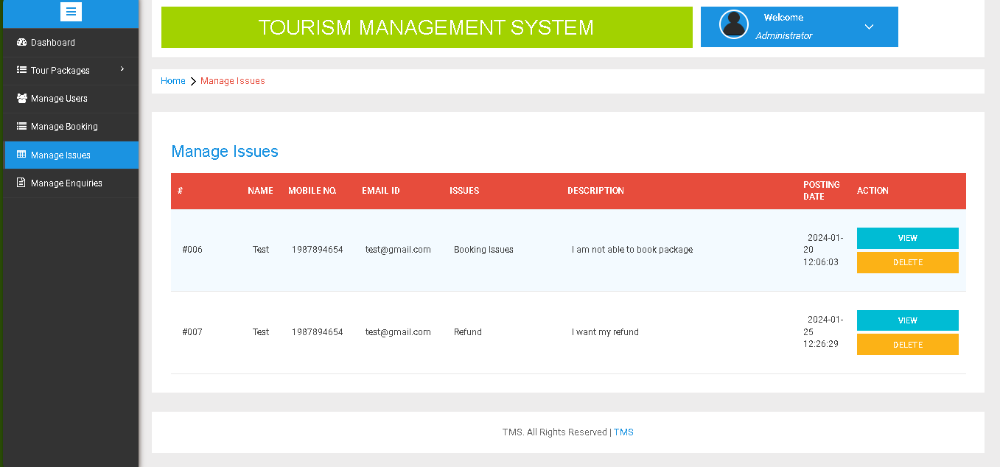 TOURISM MANAGEMENT SYSTEM
Welcome
Administrator
Dashboard
Tour Packages
Manage Users
Manage Booking
Manage Issues
Manage Enquiries
Home > Manage Issues
Manage Issues
# NAME MOBILE NO. EMAIL ID ISSUES DESCRIPTION POSTING DATE ACTION
#006 Test 1987894654 test@gmail.com Booking Issues I am not able to book package 2024-01-20 12:06:03 VIEW
DELETE
#007 Test 1987894654 test@gmail.com Refund I want my refund 2024-01-25 12:26:29 VIEW
DELETE
TMS. All Rights Reserved | TMS